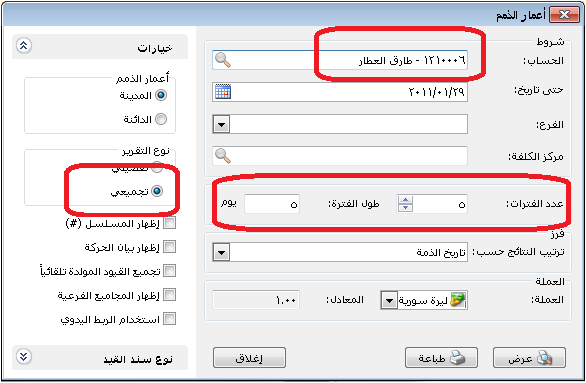 أعمار الذمم
شروط
الحساب: ١٢١٠٠٠٦ - طارق العطار
حتى تاريخ: ٢٠١١/٠١/٢٩
الفرع:
مركز الكلفة:
عدد الفترات: ٥ طول الفترة: ٥ يوم
فرز
ترتيب النتائج حسب: تاريخ الذمة
العملة
العملة: ليرة سورية المعادل: ١.٠٠
عرض طباعة إغلاق
خيارات
أعمار الذمم
المدينة
الدائنة
نوع التقرير
تفصيلي
تجميعي
إظهار المسلسل (#)
إظهار بيان الحركة
تجميع القيود المولدة تلقائياً
إظهار المجاميع الفرعية
استخدام الربط اليدوي
نوع سند القيد